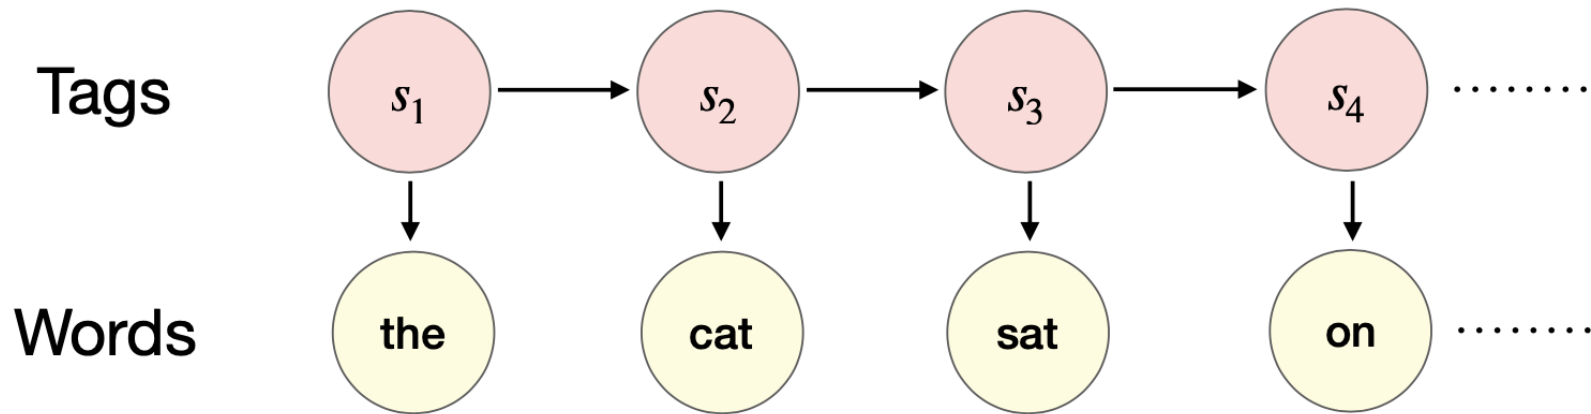 Tags s₁ s₂ s₃ s₄ ........
Words the cat sat on ........